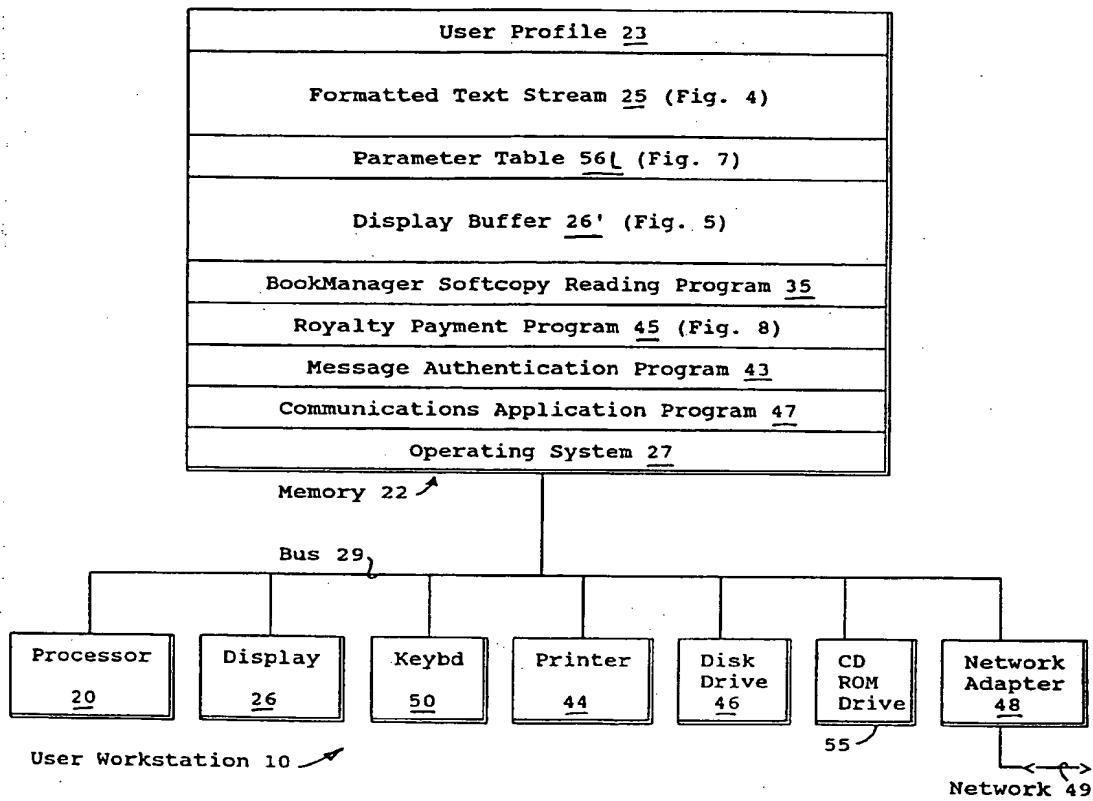 User Profile 23
Formatted Text Stream 25 (Fig. 4)
Parameter Table 56L (Fig. 7)
Display Buffer 26' (Fig. 5)
BookManager Softcopy Reading Program 35
Royalty Payment Program 45 (Fig. 8)
Message Authentication Program 43
Communications Application Program 47
Operating System 27
Memory 22
Bus 29
Processor
20
Display
26
Keybd
50
Printer
44
Disk
Drive
46
CD
ROM
Drive
55
Network
Adapter
48
User Workstation 10
Network 49